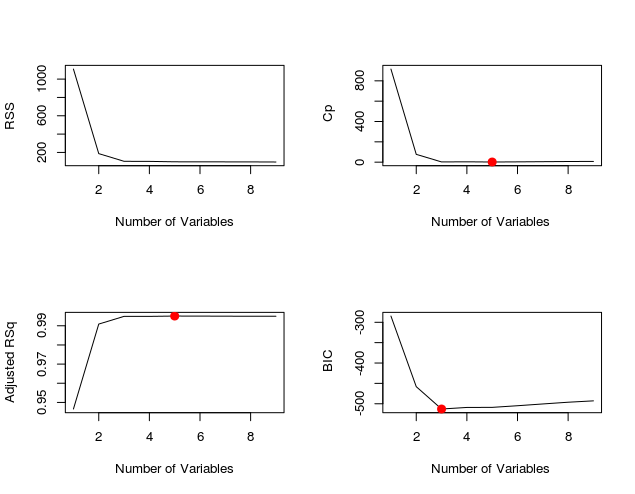 RSS
200 600 1000
2 4 6 8
Number of Variables
Cp
0 400 800
2 4 6 8
Number of Variables
Adjusted RSq
0.95 0.97 0.99
2 4 6 8
Number of Variables
BIC
-500 -400 -300
2 4 6 8
Number of Variables